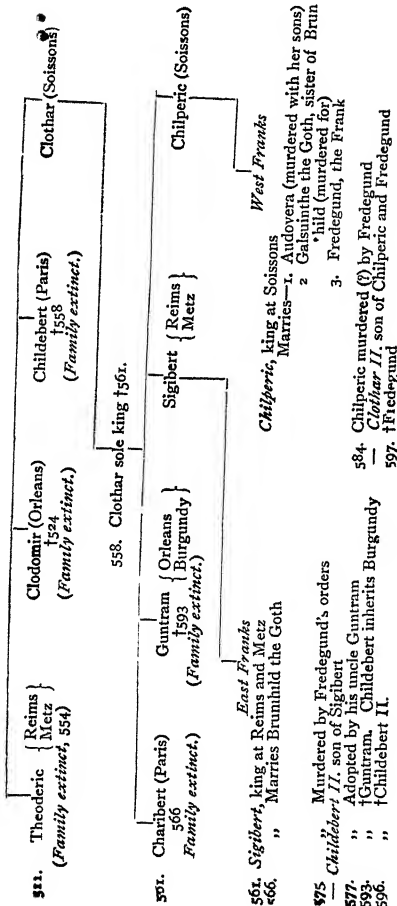 511. Theoderic { Reims Metz } Clodomir (Orleans) Childebert (Paris) Clothar (Soissons)
(Family extinct, 554) †524 †558
(Family extinct.) (Family extinct.)
558. Clothar sole king †561.
561. Charibert (Paris) Guntram { Orleans Burgundy } Sigibert { Reims Metz } Chilperic (Soissons)
566 †593
Family extinct.) (Family extinct.)
East Franks
561. Sigibert, king at Reims and Metz
566. „ Marries Brunihild the Goth
575 „ Murdered by Fredegund's orders
— Childebert II. son of Sigibert
577. „ Adopted by his uncle Guntram
593. „ †Guntram. Childebert inherits Burgundy
596. „ †Childebert II.
West Franks
Chilperic, king at Soissons
Marries—1. Audovera (murdered with her sons)
2 Galsuinthe the Goth, sister of Brun
hild (murdered for)
3. Fredegund, the Frank
584. Chilperic murdered (?) by Fredegund
— Clothar II. son of Chilperic and Fredegund
597. †Fredegund